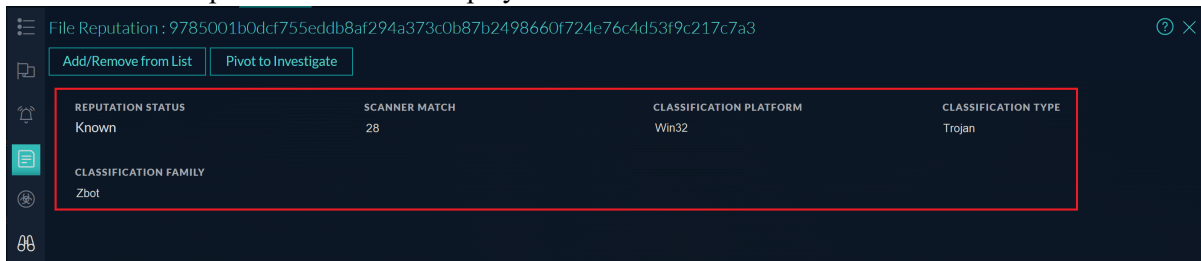 File Reputation : 9785001b0dcf755eddb8af294a373c0b87b2498660f724e76c4d53f9c217c7a3
Add/Remove from List Pivot to Investigate
REPUTATION STATUS SCANNER MATCH CLASSIFICATION PLATFORM CLASSIFICATION TYPE
Known 28 Win32 Trojan
CLASSIFICATION FAMILY
Zbot